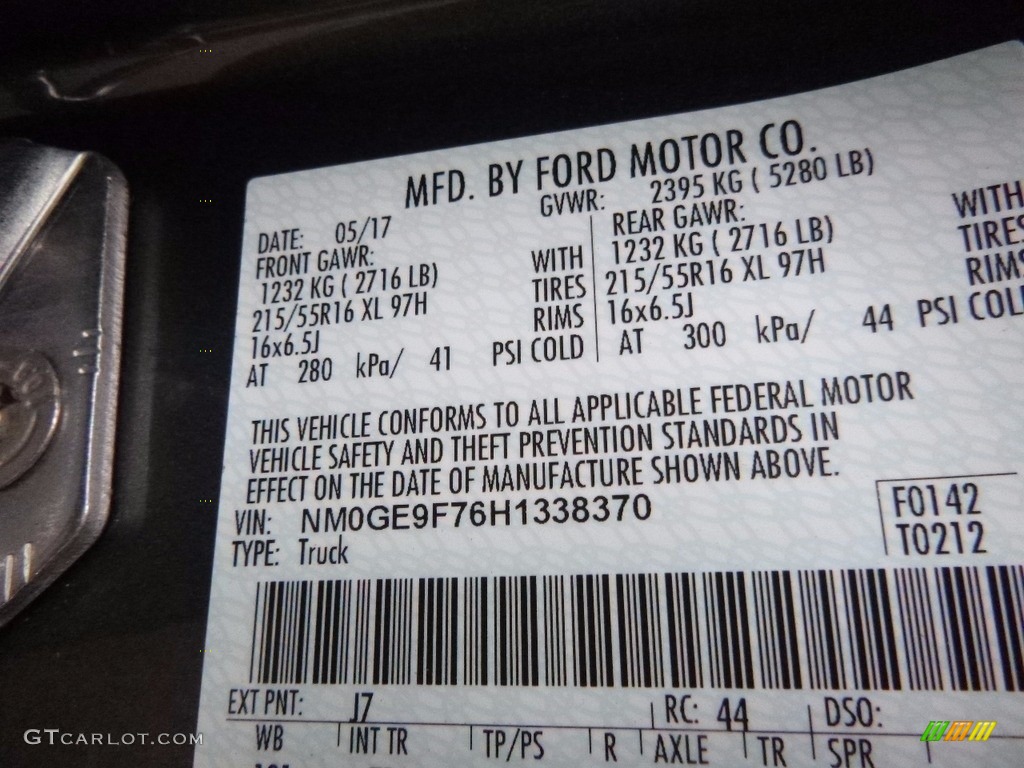 MFD. BY FORD MOTOR CO.
DATE: 05/17 GVWR: 2395 KG ( 5280 LB)
FRONT GAWR: REAR GAWR:
1232 KG ( 2716 LB) WITH 1232 KG ( 2716 LB) WITH
215/55R16 XL 97H TIRES 215/55R16 XL 97H TIRES
16x6.5J RIMS 16x6.5J RIMS
AT 280 kPa/ 41 PSI COLD AT 300 kPa/ 44 PSI COL
THIS VEHICLE CONFORMS TO ALL APPLICABLE FEDERAL MOTOR
VEHICLE SAFETY AND THEFT PREVENTION STANDARDS IN
EFFECT ON THE DATE OF MANUFACTURE SHOWN ABOVE.
VIN: NM0GE9F76H1338370 F0142
TYPE: Truck T0212
EXT PNT: J7 RC: 44 DSO:
WB INT TR TP/PS R AXLE TR SPR
GTCARLOT.COM